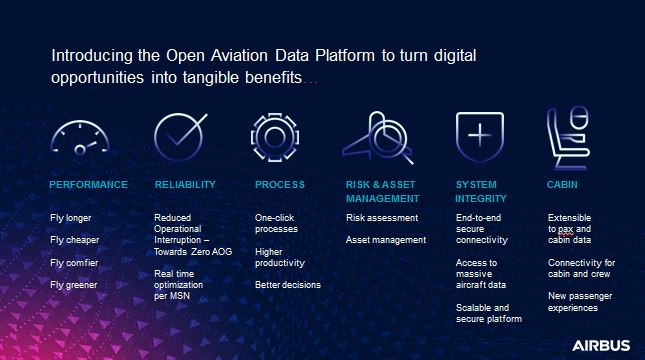 Introducing the Open Aviation Data Platform to turn digital
opportunities into tangible benefits...
PERFORMANCE
Fly longer
Fly cheaper
Fly comfier
Fly greener
RELIABILITY
Reduced
Operational
Interruption –
Towards Zero AOG
Real time
optimization
per MSN
PROCESS
One-click
processes
Higher
productivity
Better decisions
RISK & ASSET
MANAGEMENT
Risk assessment
Asset management
SYSTEM
INTEGRITY
End-to-end
secure
connectivity
Access to
massive
aircraft data
Scalable and
secure platform
CABIN
Extensible
to pax and
cabin data
Connectivity for
cabin and crew
New passenger
experiences
AIRBUS